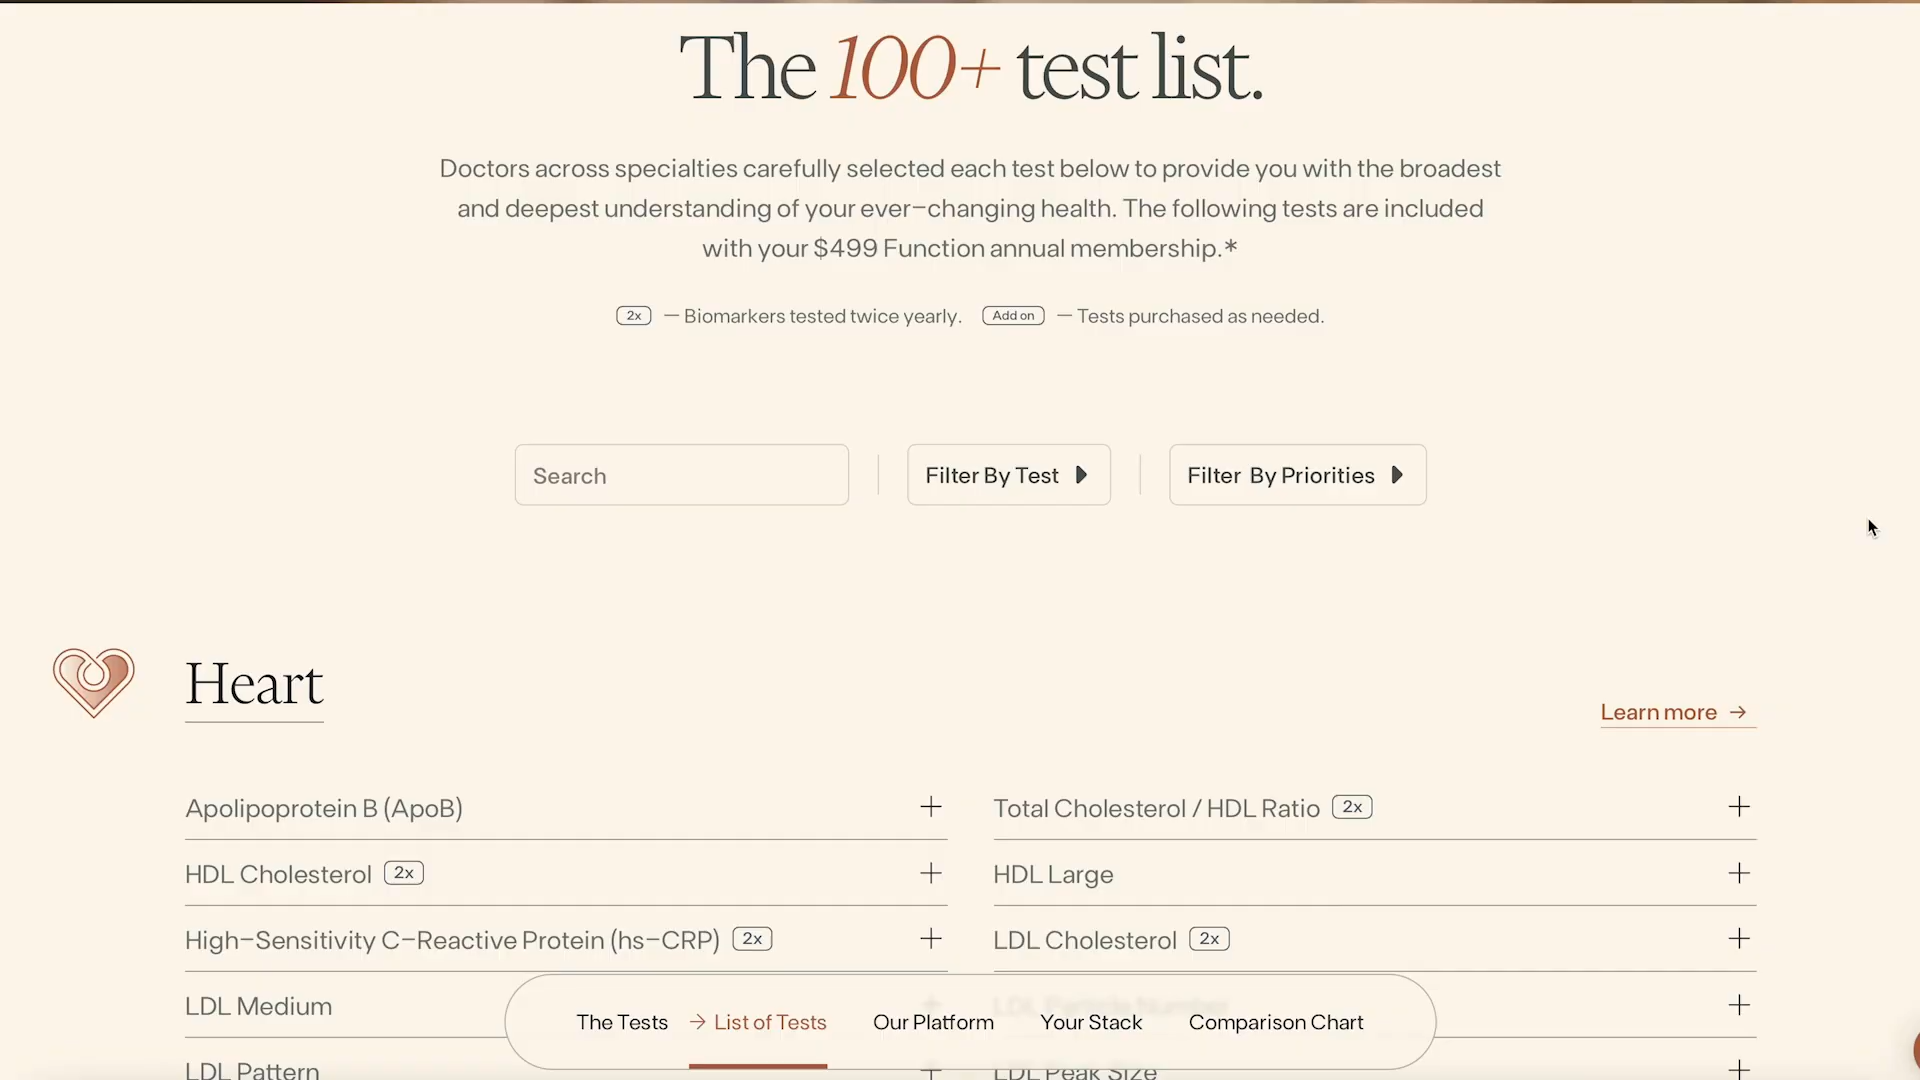 The 100+ test list.
Doctors across specialties carefully selected each test below to provide you with the broadest
and deepest understanding of your ever-changing health. The following tests are included
with your $499 Function annual membership.*
2x — Biomarkers tested twice yearly. Add on — Tests purchased as needed.
Search
Filter By Test
Filter By Priorities
Heart
Learn more →
Apolipoprotein B (ApoB) +
Total Cholesterol / HDL Ratio 2x +
HDL Cholesterol 2x +
HDL Large +
High-Sensitivity C-Reactive Protein (hs-CRP) 2x +
LDL Cholesterol 2x +
LDL Medium +
LDL Particle Number +
The Tests → List of Tests Our Platform Your Stack Comparison Chart
LDL Pattern +
LDL Peak Size +